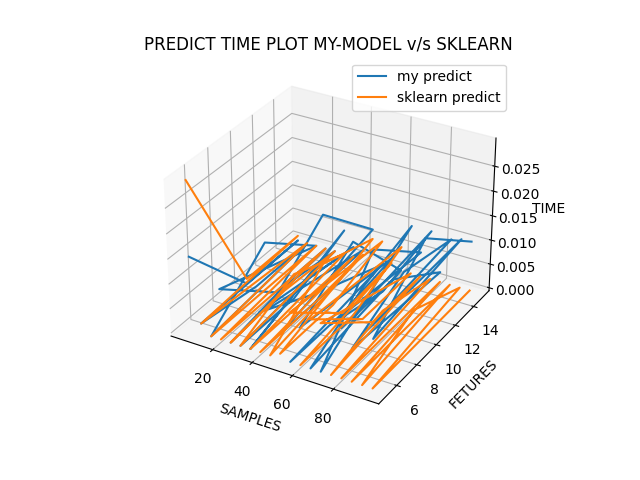 PREDICT TIME PLOT MY-MODEL v/s SKLEARN
my predict
sklearn predict
0.025
0.020
0.015
TIME
0.010
0.005
0.000
14
12
10
8
6
FETURES
20
40
60
80
SAMPLES